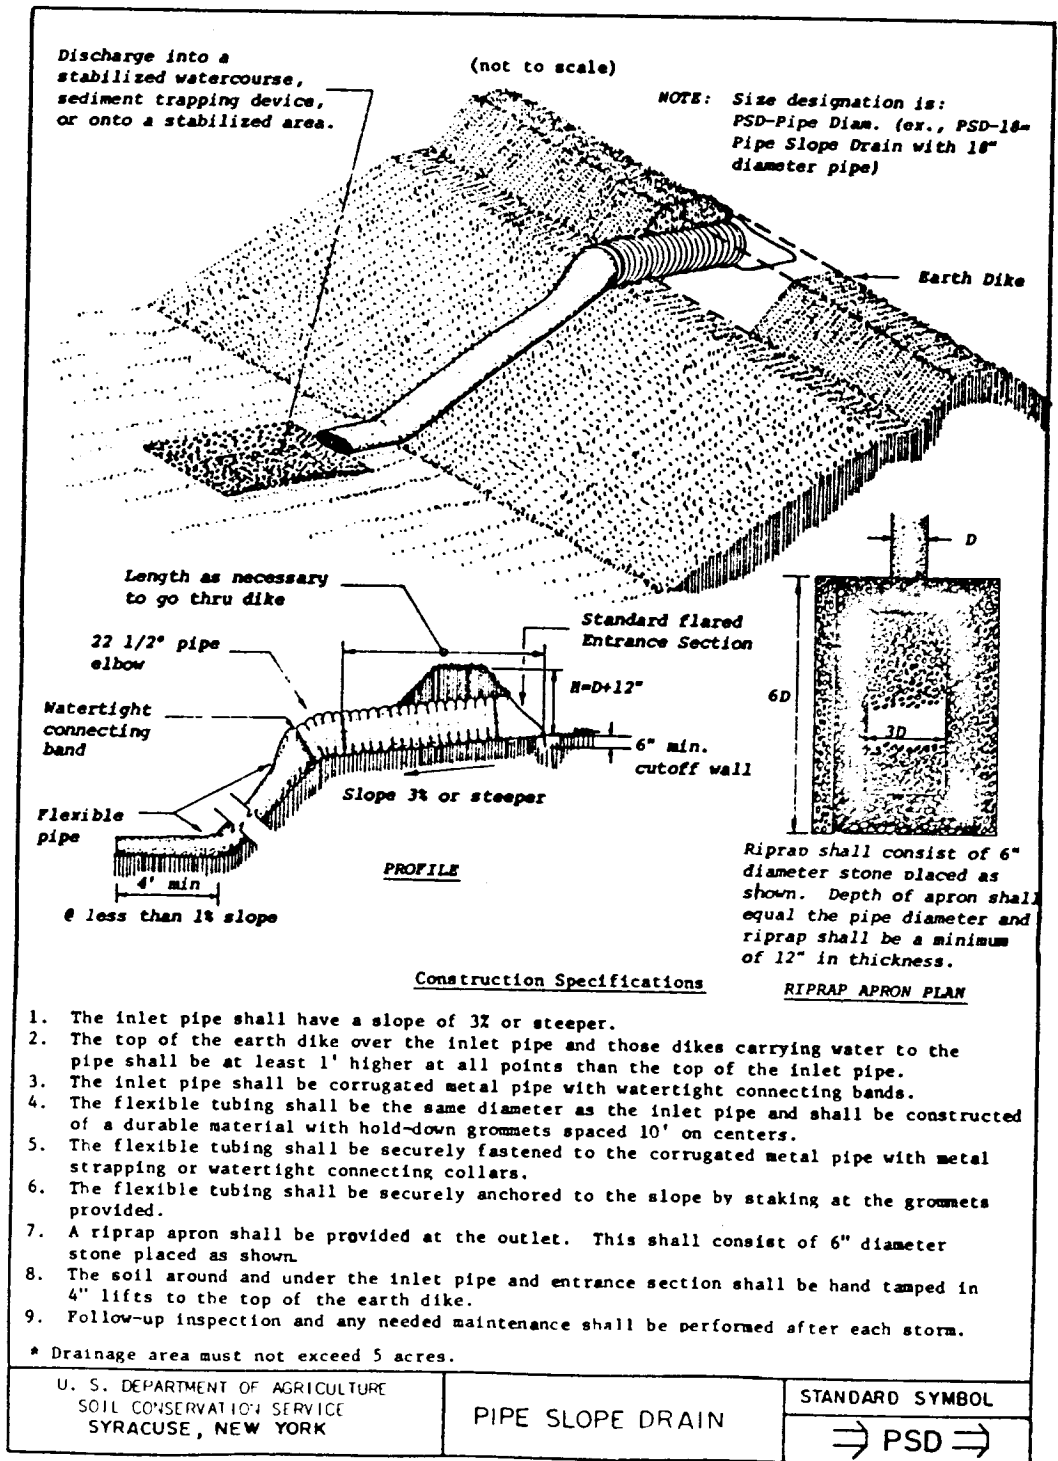 Discharge into a
stabilized watercourse,
sediment trapping device,
or onto a stabilized area.
(not to scale)
NOTE: Size designation is:
PSD-Pipe Diam. (ex., PSD-18=
Pipe Slope Drain with 18"
diameter pipe)
Earth Dike
D
Length as necessary
to go thru dike
Standard flared
Entrance Section
22 1/2° pipe
elbow
H=D+12"
6D
Watertight
connecting
band
3D
6" min.
cutoff wall
Slope 3% or steeper
Flexible
pipe
PROFILE
4' min
@ less than 1% slope
Riprap shall consist of 6"
diameter stone placed as
shown. Depth of apron shall
equal the pipe diameter and
riprap shall be a minimum
of 12" in thickness.
RIPRAP APRON PLAN
Construction Specifications
1. The inlet pipe shall have a slope of 3% or steeper.
2. The top of the earth dike over the inlet pipe and those dikes carrying water to the
pipe shall be at least 1' higher at all points than the top of the inlet pipe.
3. The inlet pipe shall be corrugated metal pipe with watertight connecting bands.
4. The flexible tubing shall be the same diameter as the inlet pipe and shall be constructed
of a durable material with hold-down grommets spaced 10' on centers.
5. The flexible tubing shall be securely fastened to the corrugated metal pipe with metal
strapping or watertight connecting collars.
6. The flexible tubing shall be securely anchored to the slope by staking at the grommets
provided.
7. A riprap apron shall be provided at the outlet. This shall consist of 6" diameter
stone placed as shown.
8. The soil around and under the inlet pipe and entrance section shall be hand tamped in
4" lifts to the top of the earth dike.
9. Follow-up inspection and any needed maintenance shall be performed after each storm.
* Drainage area must not exceed 5 acres.
U. S. DEPARTMENT OF AGRICULTURE
SOIL CONSERVATION SERVICE
SYRACUSE, NEW YORK
PIPE SLOPE DRAIN
STANDARD SYMBOL
⇒ PSD ⇒